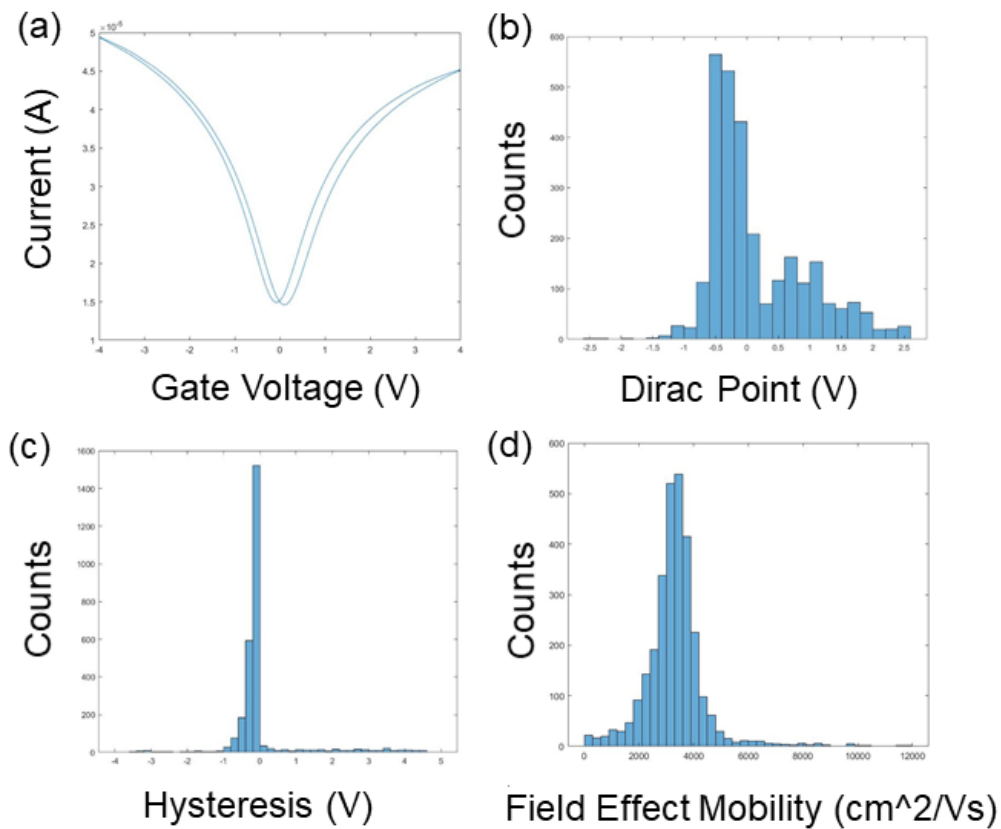 (a)
×10⁻⁵
5
4.5
4
3.5
3
2.5
2
1.5
1
-4 -3 -2 -1 0 1 2 3 4
Current (A)
Gate Voltage (V)
(b)
600
500
400
300
200
100
0
-2.5 -2 -1.5 -1 -0.5 0 0.5 1 1.5 2 2.5
Counts
Dirac Point (V)
(c)
1600
1400
1200
1000
800
600
400
200
0
-4 -3 -2 -1 0 1 2 3 4 5
Counts
Hysteresis (V)
(d)
600
500
400
300
200
100
0
0 2000 4000 6000 8000 10000 12000
Counts
Field Effect Mobility (cm^2/Vs)